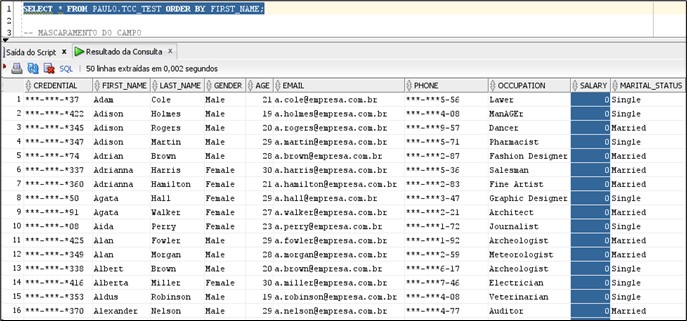 1 SELECT * FROM PAULO.TCC_TEST ORDER BY FIRST_NAME;
2
3 -- MASCARAMENTO DO CAMPO
Saída do Script x Resultado da Consulta x
SQL | 50 linhas extraídas em 0,002 segundos
CREDENTIAL FIRST_NAME LAST_NAME GENDER AGE EMAIL PHONE OCCUPATION SALARY MARITAL_STATUS
1 ***-***-*37 Adam Cole Male 21 a.cole@empresa.com.br ***-***5-56 Lawer 0 Single
2 ***-***-*422 Adison Holmes Male 19 a.holmes@empresa.com.br ***-***4-08 ManAGEr 0 Single
3 ***-***-*345 Adison Rogers Male 20 a.rogers@empresa.com.br ***-***9-57 Dancer 0 Married
4 ***-***-*347 Adison Martin Male 29 a.martin@empresa.com.br ***-***5-71 Pharmacist 0 Single
5 ***-***-*74 Adrian Brown Male 28 a.brown@empresa.com.br ***-***2-87 Fashion Designer 0 Married
6 ***-***-*337 Adrianna Harris Female 30 a.harris@empresa.com.br ***-***5-36 Salesman 0 Married
7 ***-***-*360 Adrianna Hamilton Female 21 a.hamilton@empresa.com.br ***-***2-83 Fine Artist 0 Married
8 ***-***-*50 Agata Hall Female 29 a.hall@empresa.com.br ***-***3-47 Graphic Designer 0 Single
9 ***-***-*91 Agata Walker Female 27 a.walker@empresa.com.br ***-***2-21 Architect 0 Married
10 ***-***-*08 Aida Perry Female 23 a.perry@empresa.com.br ***-***1-72 Journalist 0 Single
11 ***-***-*425 Alan Fowler Male 29 a.fowler@empresa.com.br ***-***1-92 Archeologist 0 Married
12 ***-***-*349 Alan Morgan Male 28 a.morgan@empresa.com.br ***-***2-59 Meteorologist 0 Married
13 ***-***-*338 Albert Brown Male 20 a.brown@empresa.com.br ***-***6-17 Archeologist 0 Single
14 ***-***-*416 Alberta Miller Female 30 a.miller@empresa.com.br ***-***7-46 Electrician 0 Single
15 ***-***-*353 Aldus Robinson Male 19 a.robinson@empresa.com.br ***-***4-08 Veterinarian 0 Single
16 ***-***-*370 Alexander Nelson Male 24 a.nelson@empresa.com.br ***-***4-77 Auditor 0 Married